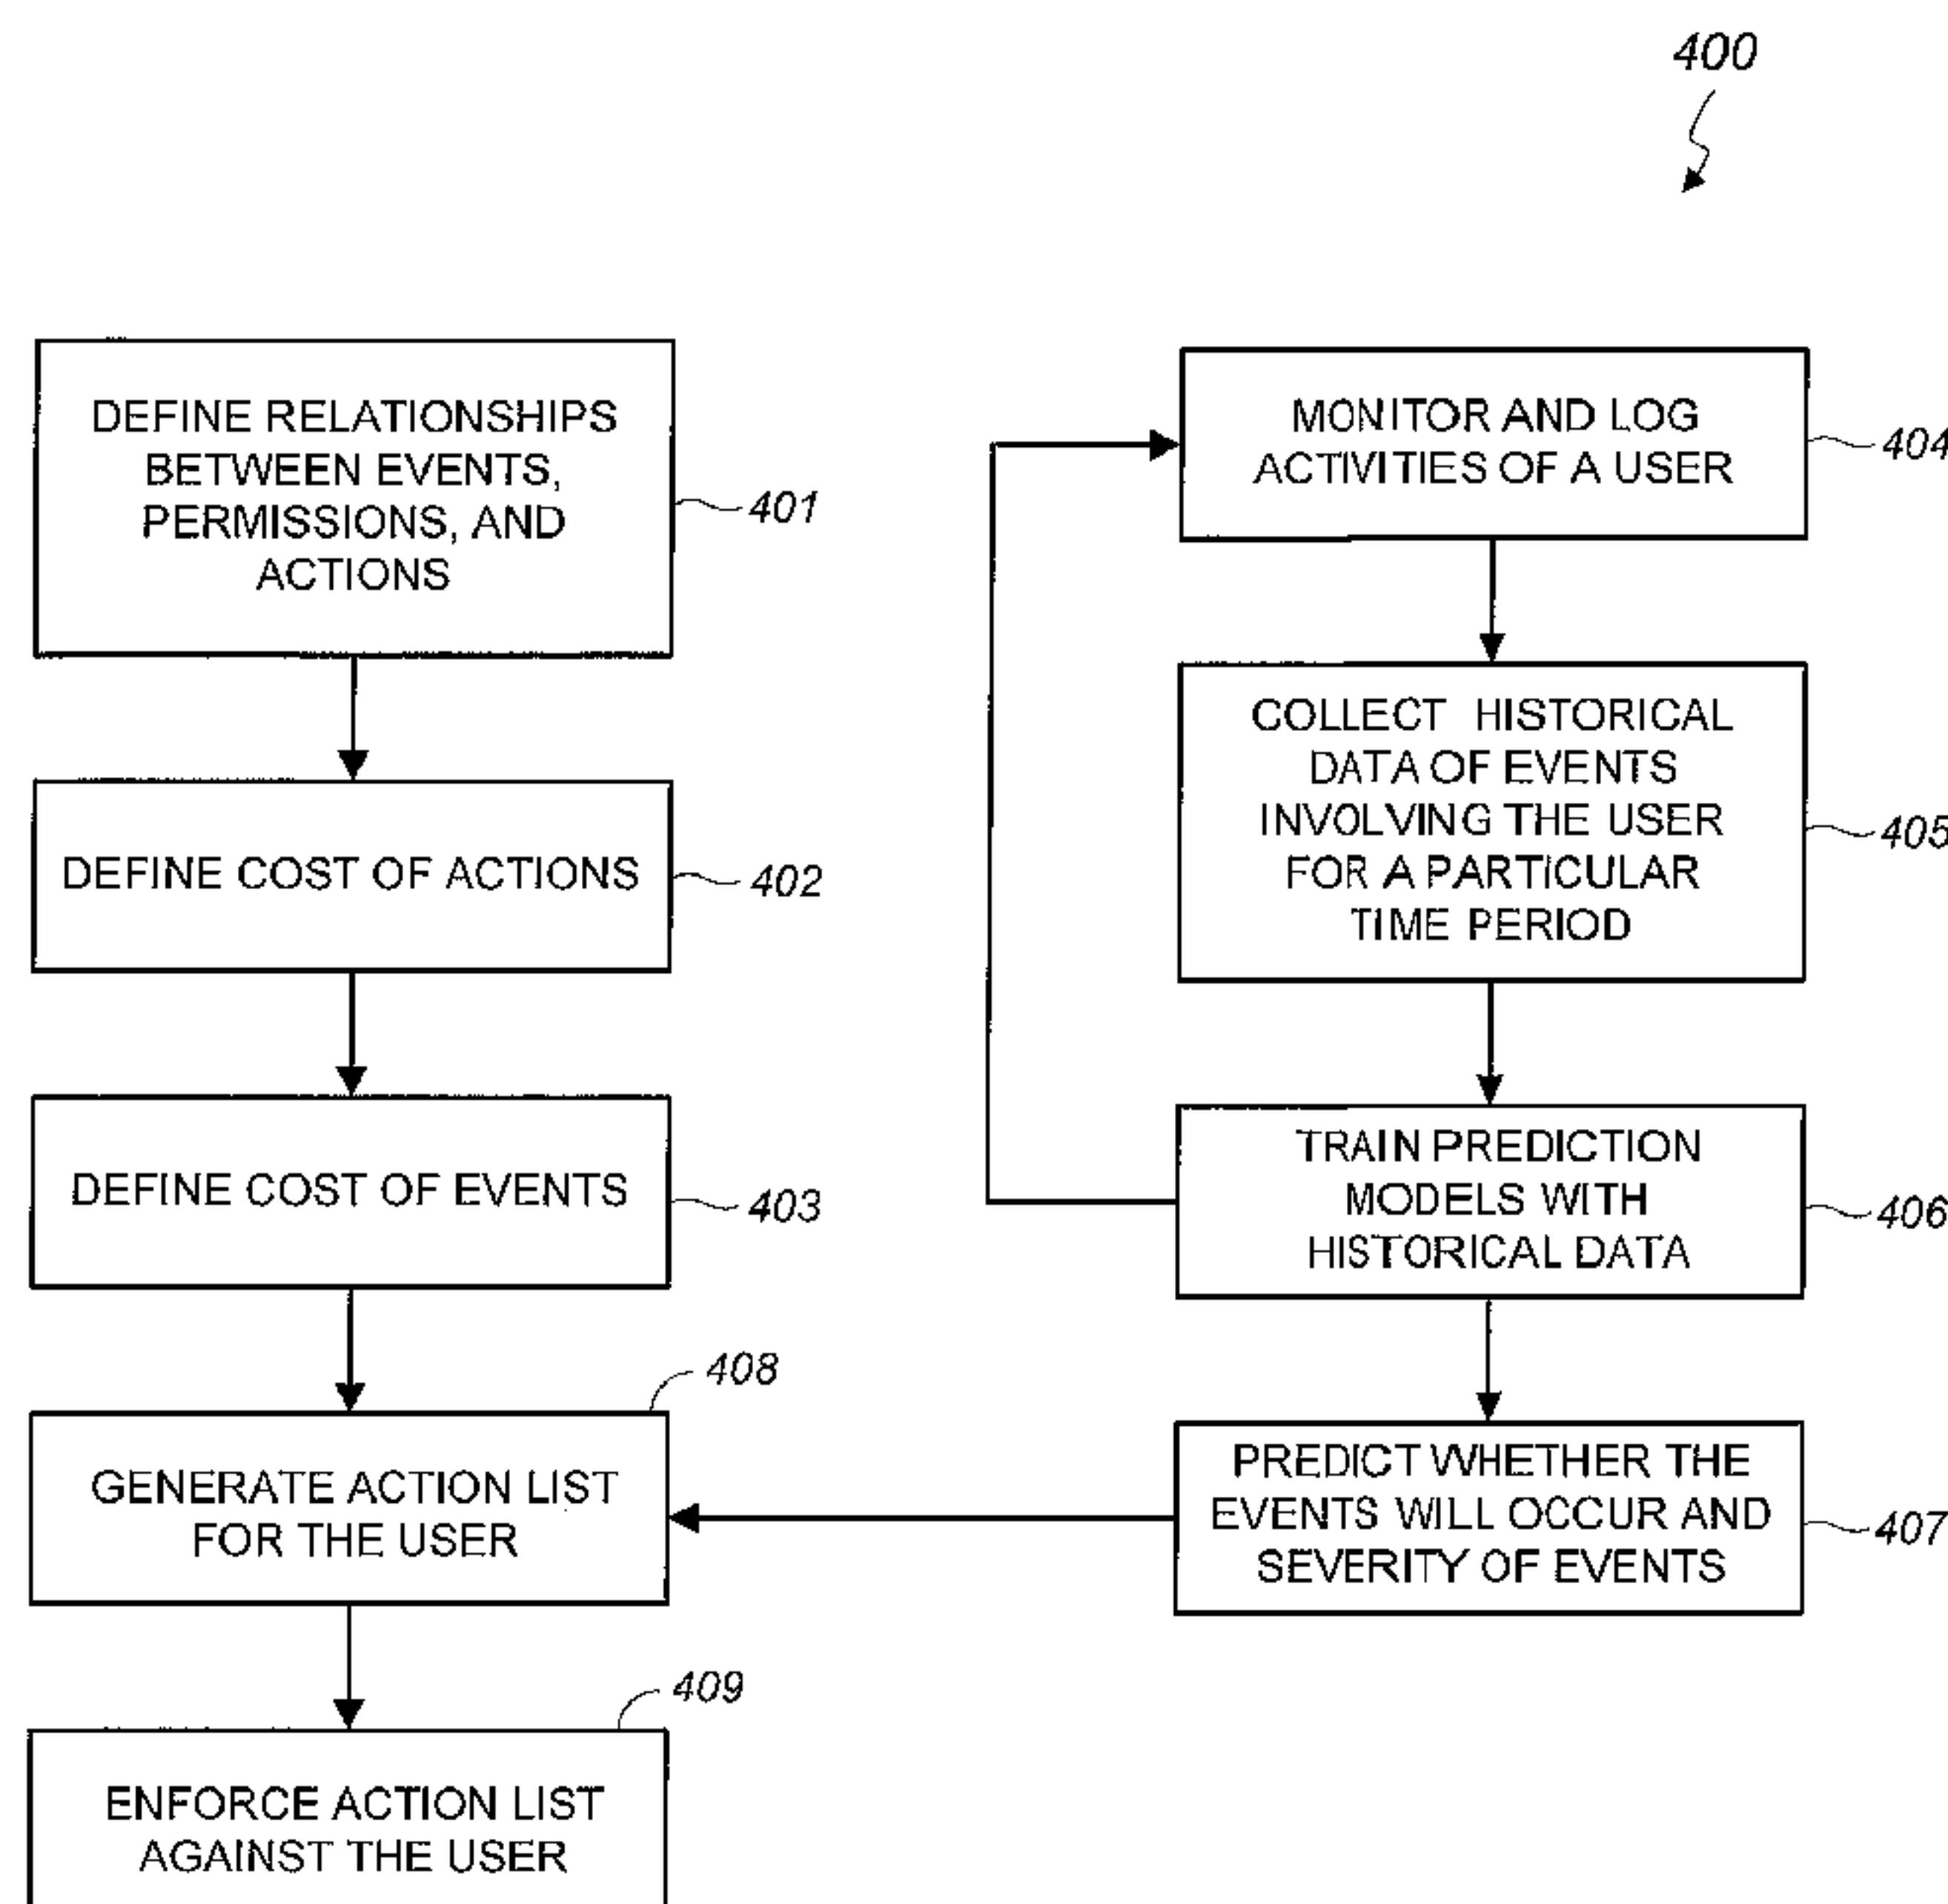 400
DEFINE RELATIONSHIPS
BETWEEN EVENTS,
PERMISSIONS, AND
ACTIONS
401
DEFINE COST OF ACTIONS
402
DEFINE COST OF EVENTS
403
GENERATE ACTION LIST
FOR THE USER
408
ENFORCE ACTION LIST
AGAINST THE USER
409
MONITOR AND LOG
ACTIVITIES OF A USER
404
COLLECT HISTORICAL
DATA OF EVENTS
INVOLVING THE USER
FOR A PARTICULAR
TIME PERIOD
405
TRAIN PREDICTION
MODELS WITH
HISTORICAL DATA
406
PREDICT WHETHER THE
EVENTS WILL OCCUR AND
SEVERITY OF EVENTS
407